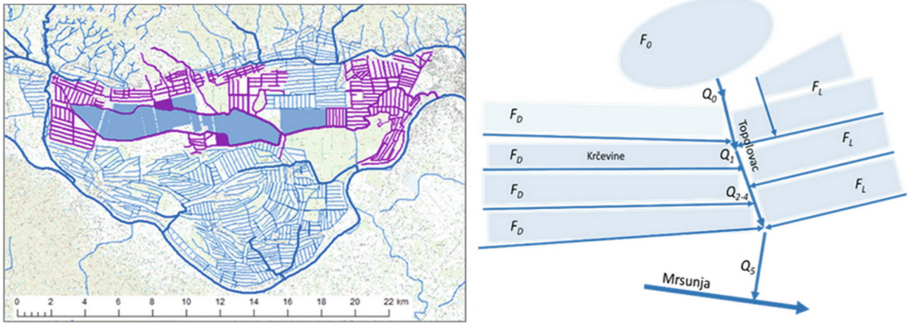 0 2 4 6 8 10 12 14 16 18 20 22 km
F0
Q0
FL
FD
Topolovac
FD
Krčevine
Q1
FL
FD
Q2-4
FL
FD
Q5
Mrsunja